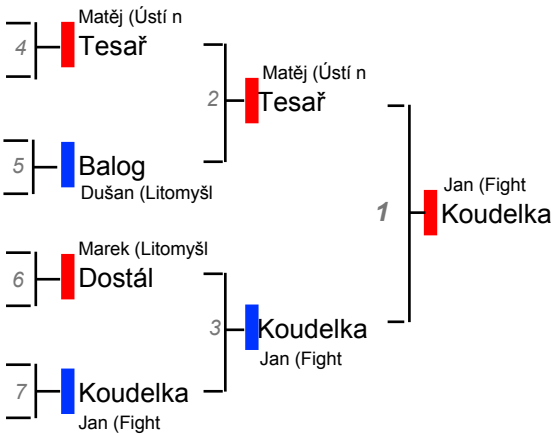 Matěj (Ústí n
4
Tesař
Matěj (Ústí n
2
Tesař
5
Balog
Dušan (Litomyšl
Jan (Fight
1
Koudelka
Marek (Litomyšl
6
Dostál
3
Koudelka
Jan (Fight
7
Koudelka
Jan (Fight